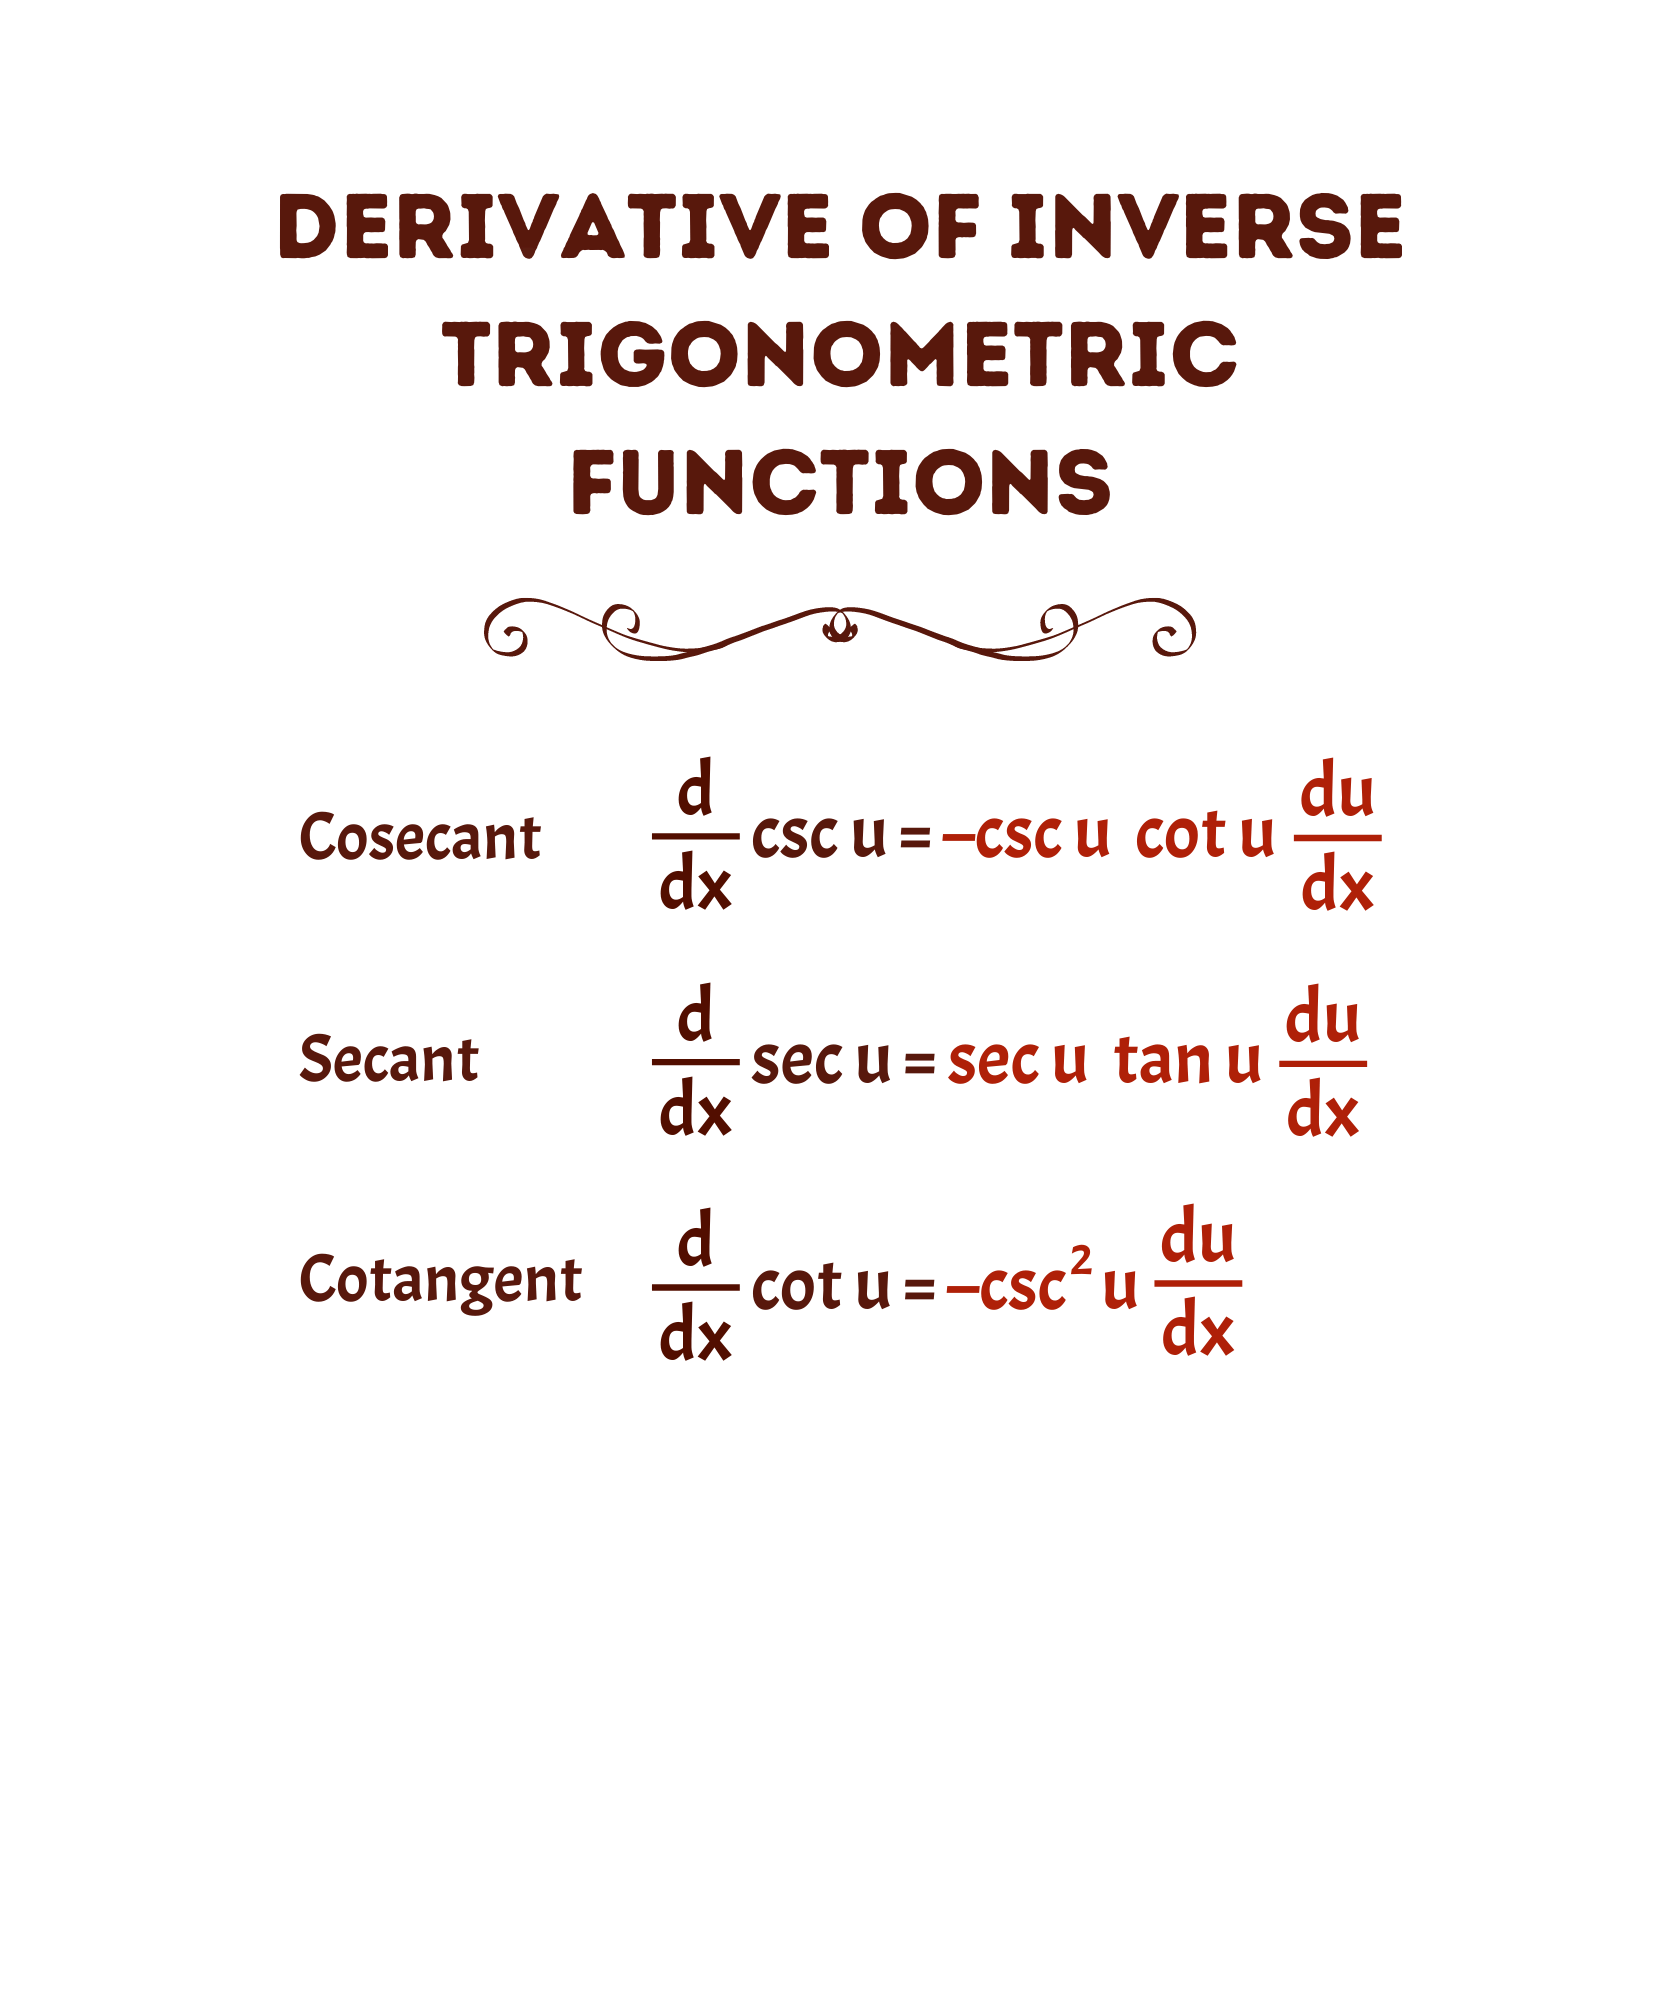 DERIVATIVE OF INVERSE
TRIGONOMETRIC
FUNCTIONS
Cosecant d/dx csc u = –csc u cot u du/dx
Secant d/dx sec u = sec u tan u du/dx
Cotangent d/dx cot u = –csc² u du/dx